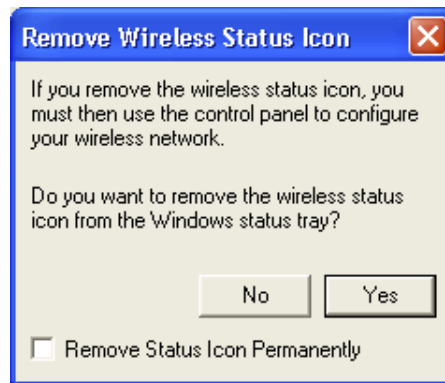 Remove Wireless Status Icon
If you remove the wireless status icon, you
must then use the control panel to configure
your wireless network.
Do you want to remove the wireless status
icon from the Windows status tray?
No Yes
Remove Status Icon Permanently